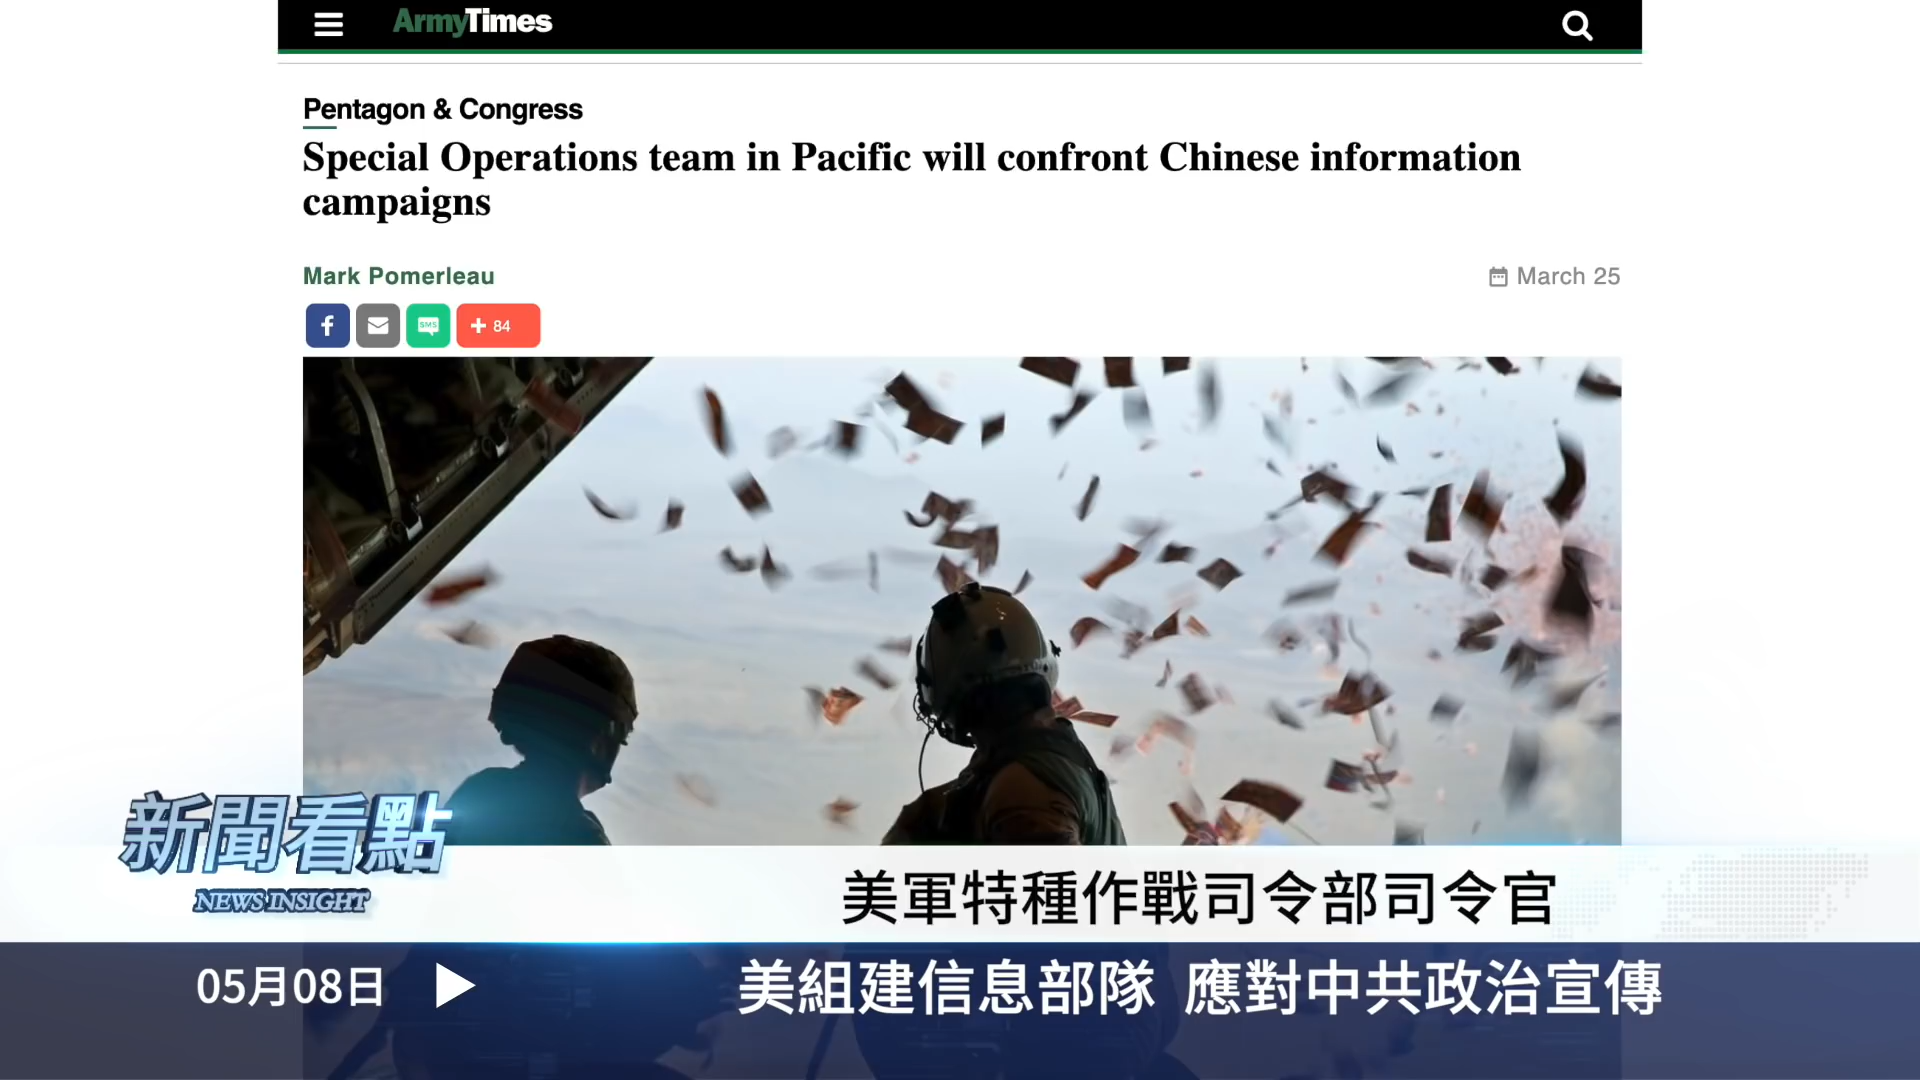 ArmyTimes
Pentagon & Congress
Special Operations team in Pacific will confront Chinese information
campaigns
Mark Pomerleau
March 25
SMS
84
新聞看點
NEWS INSIGHT
美軍特種作戰司令部司令官
05月08日
美組建信息部隊 應對中共政治宣傳